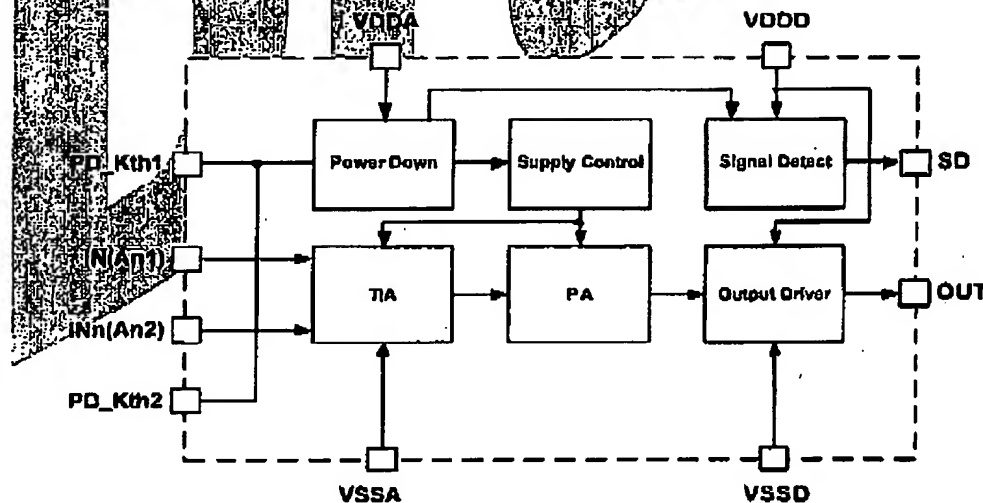 VDDA
VDDD
PD_Kth1
Power Down
Supply Control
Signal Detect
SD
IN(An1)
TIA
PA
Output Driver
OUT
INn(An2)
PD_Kth2
VSSA
VSSD